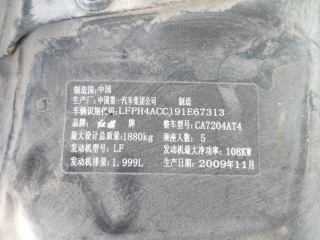 制造国:中国
生产厂:中国第一汽车集团公司 制造
车辆识别代码:LFPH4ACC191E67313
品牌:红旗 牌 整车型号:CA7204AT4
最大设计总质量:1880kg 乘座人数:5
发动机型号:LF 发动机最大净功率:108KW
发动机排量:1.999L 生产日期:2009年11月